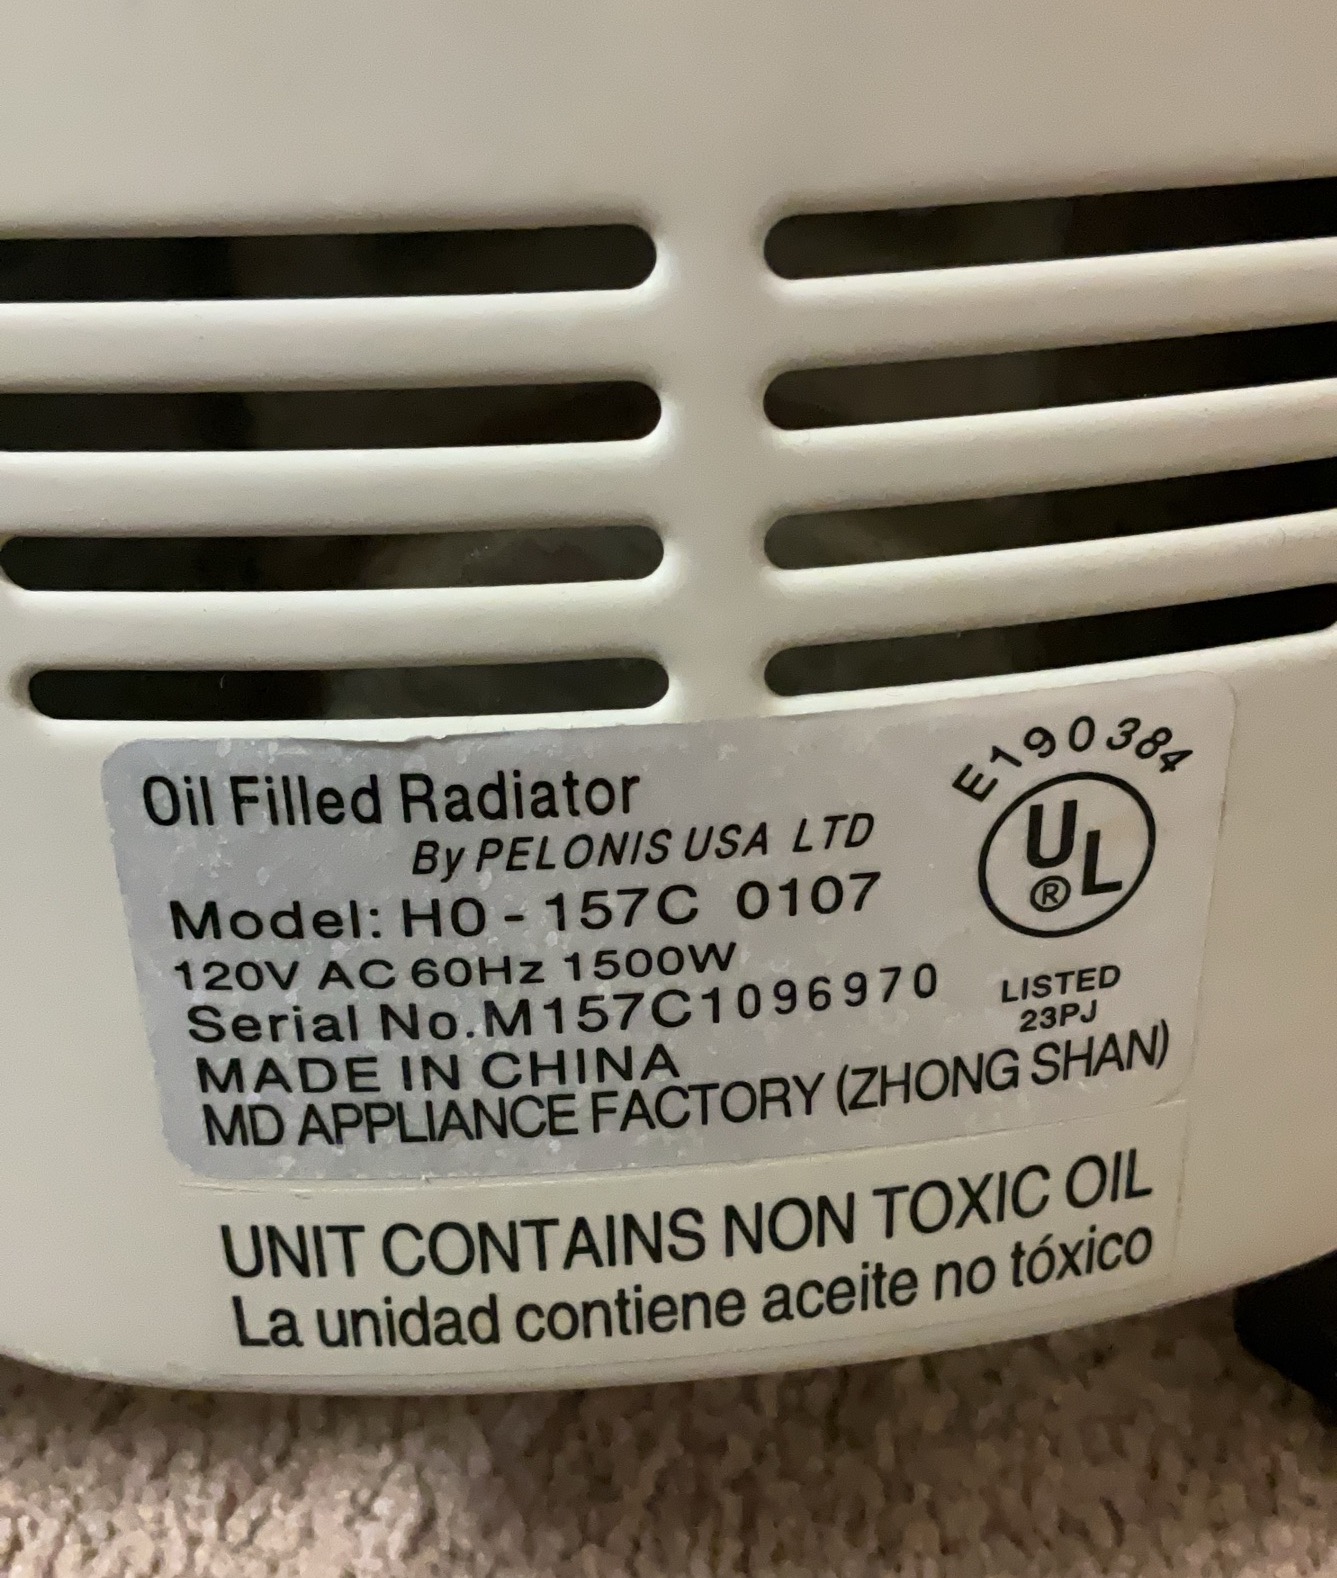 Oil Filled Radiator
By PELONIS USA LTD
Model: HO - 157C 0107
120V AC 60Hz 1500W
Serial No.M157C1096970
MADE IN CHINA
MD APPLIANCE FACTORY (ZHONG SHAN)
E190384
UL
®
LISTED
23PJ
UNIT CONTAINS NON TOXIC OIL
La unidad contiene aceite no tóxico